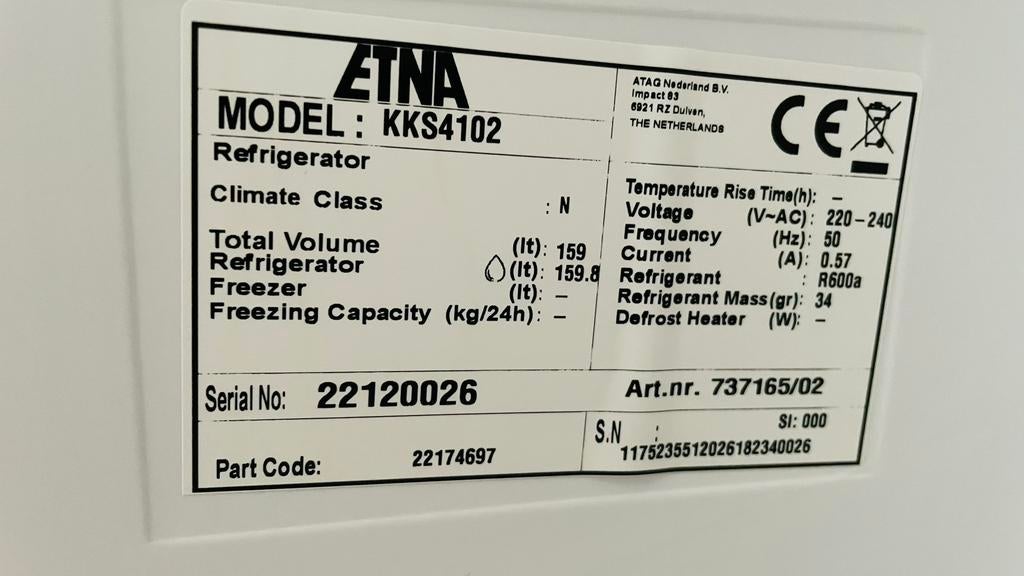 ETNA
MODEL : KKS4102
Refrigerator
Climate Class : N
Total Volume (lt): 159
Refrigerator (lt): 159.8
Freezer (lt): –
Freezing Capacity (kg/24h): –
ATAG Nederland B.V.
Impact 83
6921 RZ Duiven,
THE NETHERLANDS
CE
Temperature Rise Time(h): –
Voltage (V~AC): 220-240
Frequency (Hz): 50
Current (A): 0.57
Refrigerant : R600a
Refrigerant Mass(gr): 34
Defrost Heater (W): –
Serial No: 22120026
Art.nr. 737165/02
Part Code: 22174697
SI: 000
S.N :
1175235512026182340026